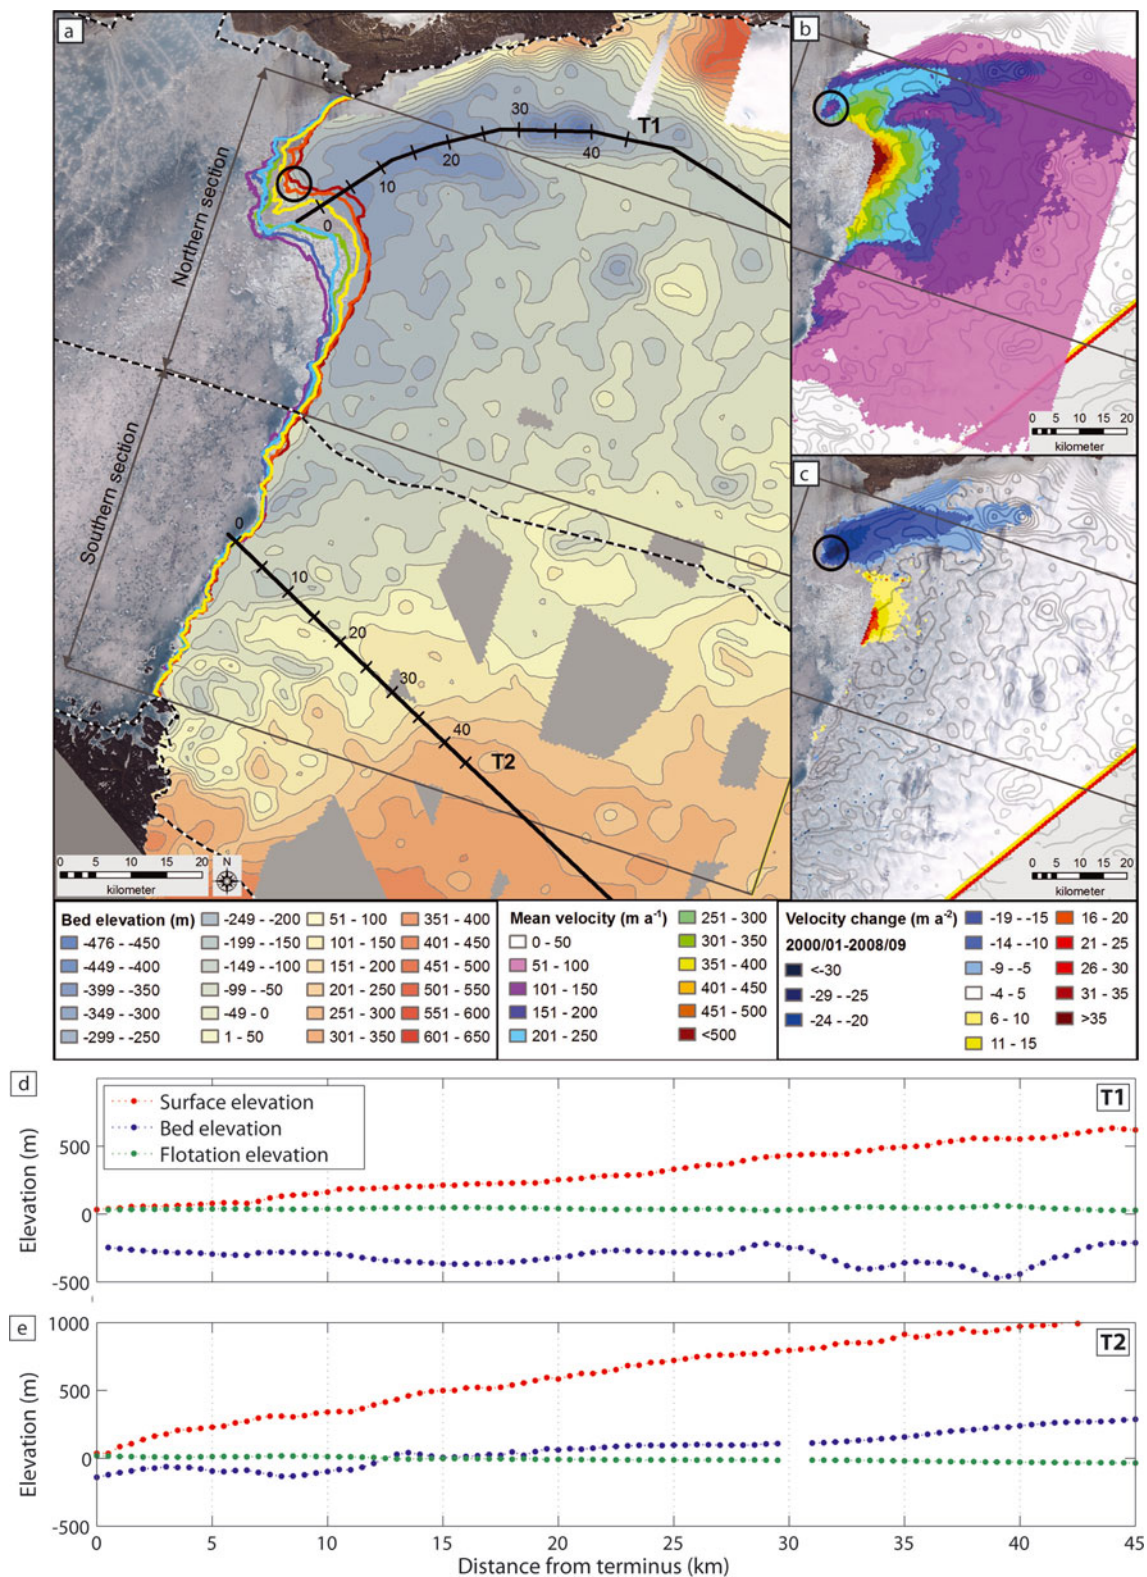 a
Northern section
Southern section
0
10
20
30
40
T1
0
10
20
30
40
T2
0 5 10 15 20
kilometer
N
b
0 5 10 15 20
kilometer
c
0 5 10 15 20
kilometer
Bed elevation (m)
-476 - -450
-449 - -400
-399 - -350
-349 - -300
-299 - -250
-249 - -200
-199 - -150
-149 - -100
-99 - -50
-49 - 0
1 - 50
51 - 100
101 - 150
151 - 200
201 - 250
251 - 300
301 - 350
351 - 400
401 - 450
451 - 500
501 - 550
551 - 600
601 - 650
Mean velocity (m a⁻¹)
0 - 50
51 - 100
101 - 150
151 - 200
201 - 250
251 - 300
301 - 350
351 - 400
401 - 450
451 - 500
<500
Velocity change (m a⁻²)
2000/01-2008/09
<-30
-29 - -25
-24 - -20
-19 - -15
-14 - -10
-9 - -5
-4 - 5
6 - 10
11 - 15
16 - 20
21 - 25
26 - 30
31 - 35
>35
d
Surface elevation
Bed elevation
Flotation elevation
T1
Elevation (m)
500
0
-500
e
T2
Elevation (m)
1000
500
0
-500
0 5 10 15 20 25 30 35 40 45
Distance from terminus (km)